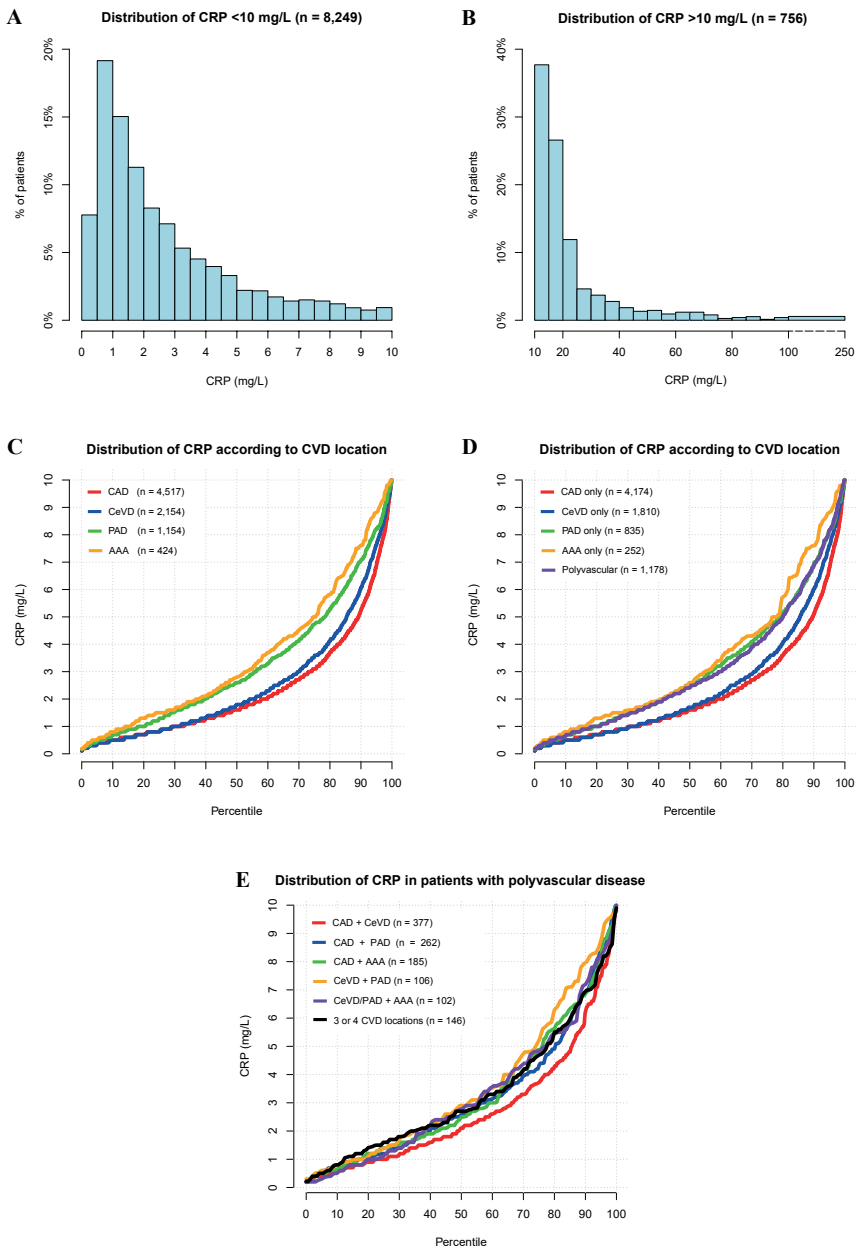 A
Distribution of CRP <10 mg/L (n = 8,249)
20%
15%
10%
5%
0%
% of patients
0 1 2 3 4 5 6 7 8 9 10
CRP (mg/L)
B
Distribution of CRP >10 mg/L (n = 756)
40%
30%
20%
10%
0%
% of patients
10 20 40 60 80 100 250
CRP (mg/L)
C
Distribution of CRP according to CVD location
10
9
8
7
6
5
4
3
2
1
0
CRP (mg/L)
CAD (n = 4,517)
CeVD (n = 2,154)
PAD (n = 1,154)
AAA (n = 424)
0 10 20 30 40 50 60 70 80 90 100
Percentile
D
Distribution of CRP according to CVD location
10
9
8
7
6
5
4
3
2
1
0
CRP (mg/L)
CAD only (n = 4,174)
CeVD only (n = 1,810)
PAD only (n = 835)
AAA only (n = 252)
Polyvascular (n = 1,178)
0 10 20 30 40 50 60 70 80 90 100
Percentile
E
Distribution of CRP in patients with polyvascular disease
10
9
8
7
6
5
4
3
2
1
0
CRP (mg/L)
CAD + CeVD (n = 377)
CAD + PAD (n = 262)
CAD + AAA (n = 185)
CeVD + PAD (n = 106)
CeVD/PAD + AAA (n = 102)
3 or 4 CVD locations (n = 146)
0 10 20 30 40 50 60 70 80 90 100
Percentile